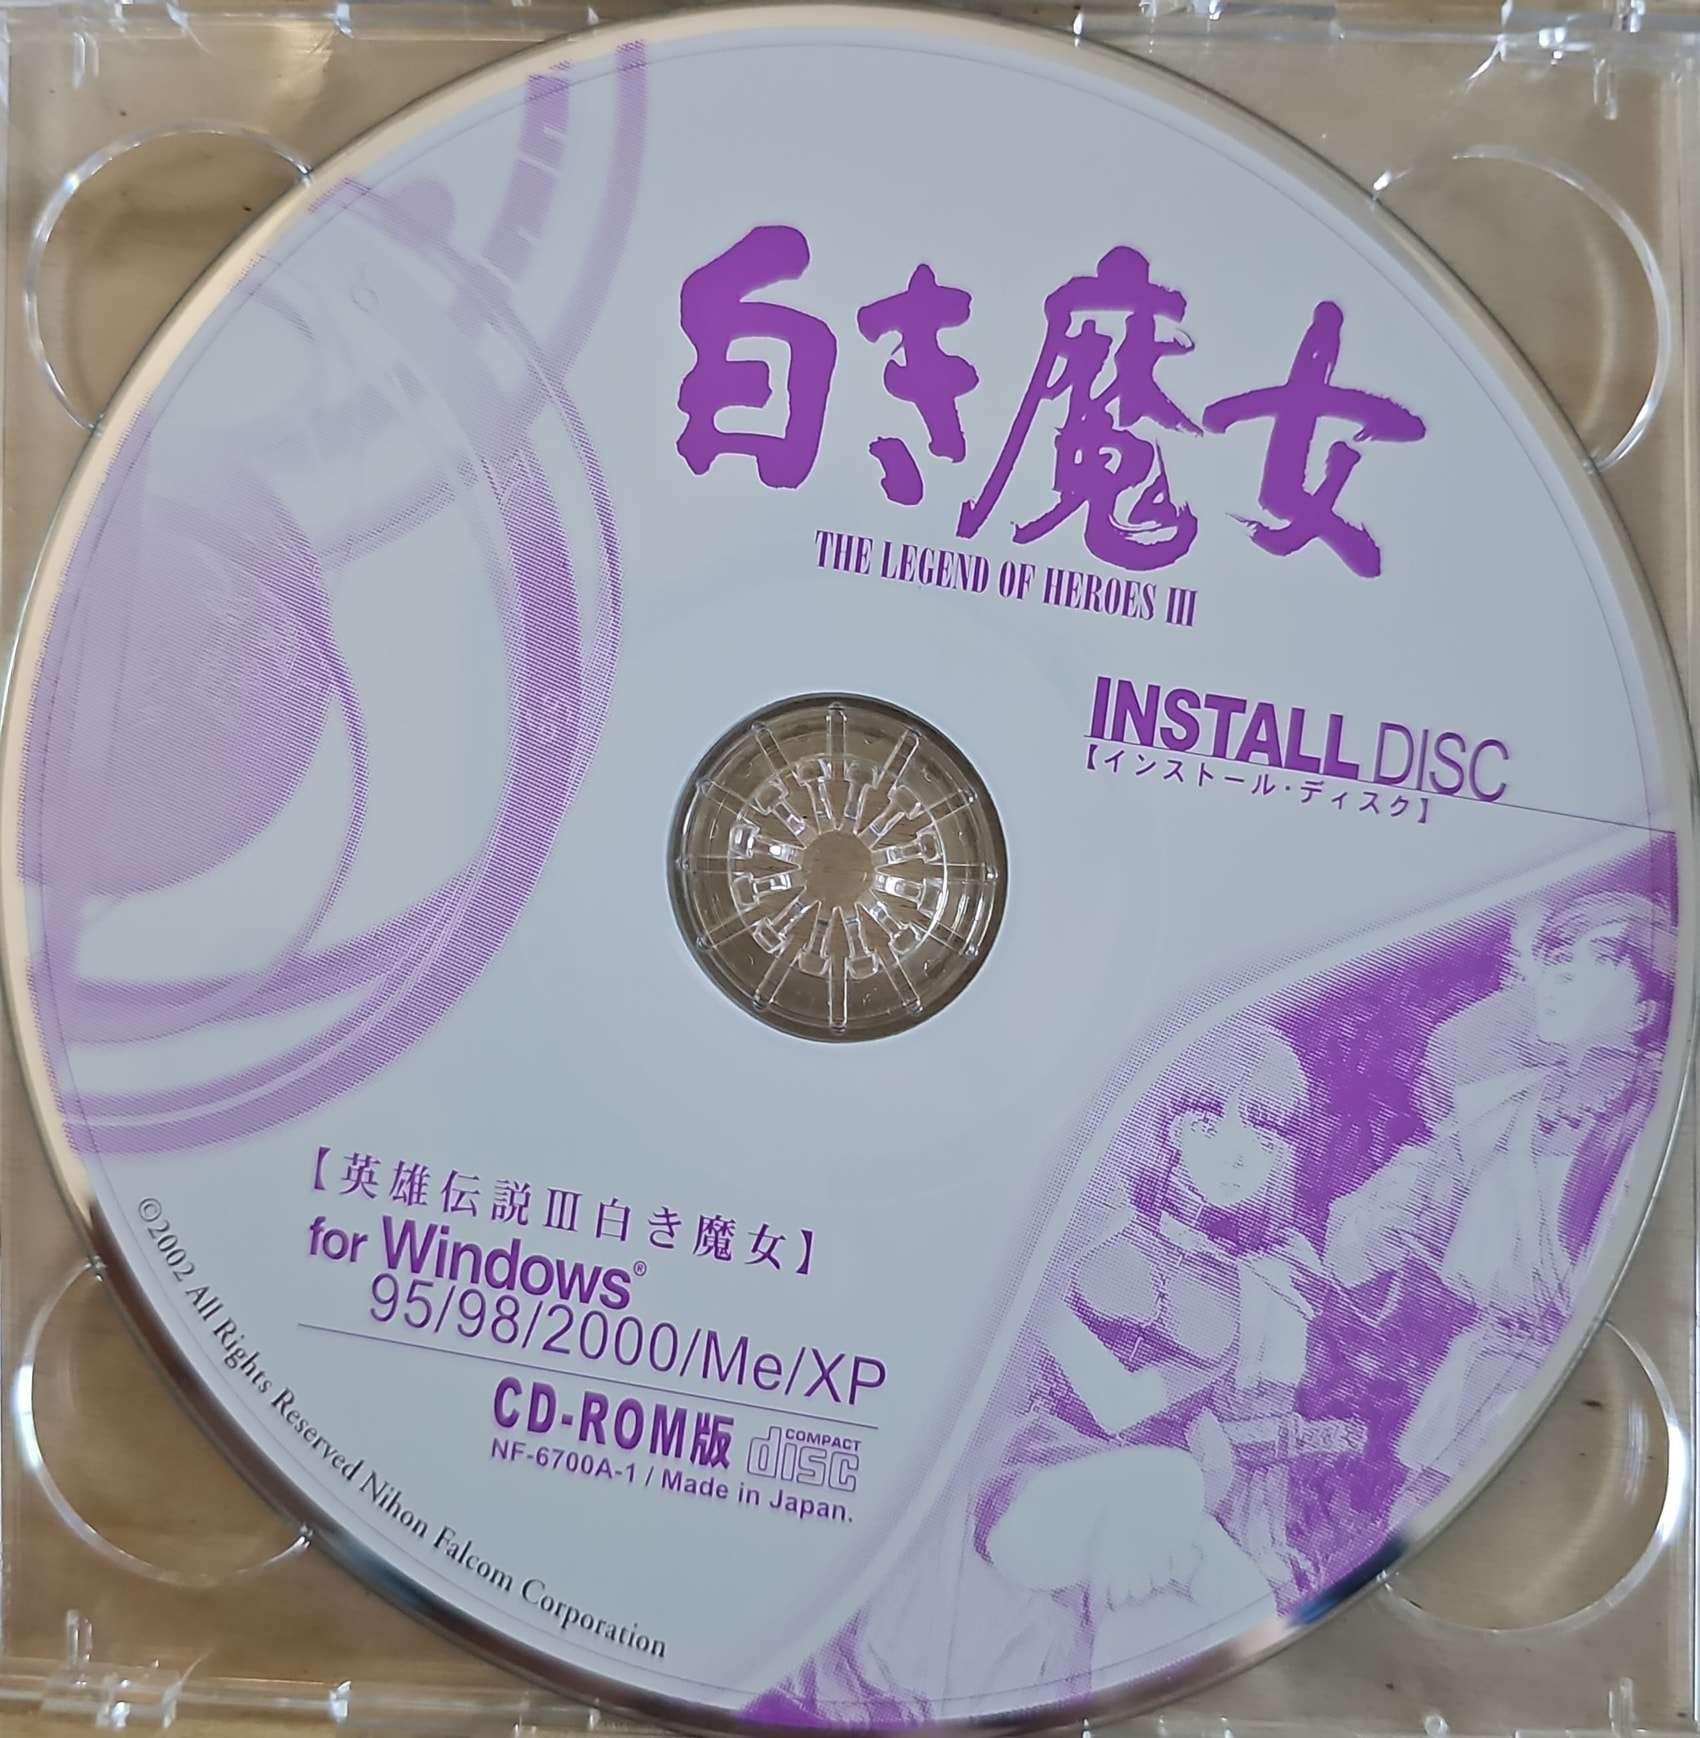 白き魔女
THE LEGEND OF HEROES III
INSTALL DISC
【インストール・ディスク】
【英雄伝説Ⅲ白き魔女】
for Windows®
95/98/2000/Me/XP
CD-ROM版
COMPACT
disc
NF-6700A-1 / Made in Japan.
©2002 All Rights Reserved Nihon Falcom Corporation